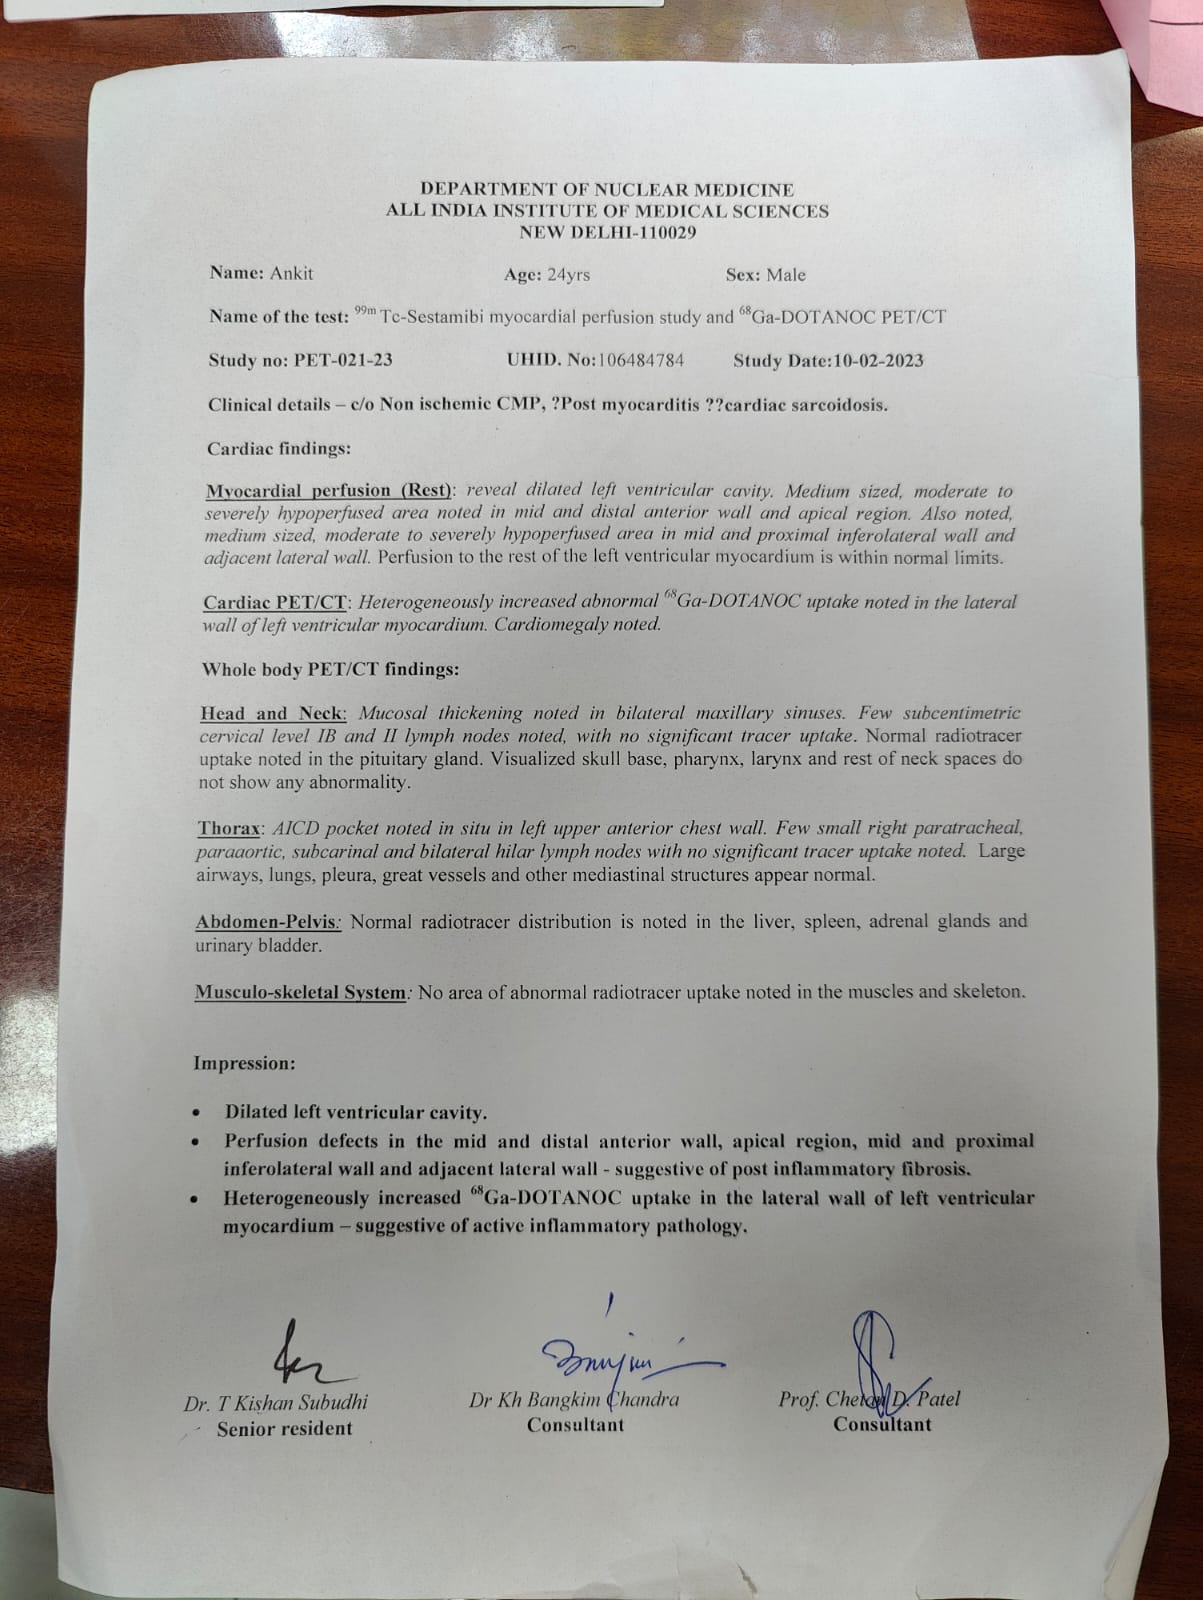 DEPARTMENT OF NUCLEAR MEDICINE
ALL INDIA INSTITUTE OF MEDICAL SCIENCES
NEW DELHI-110029
Name: Ankit Age: 24yrs Sex: Male
Name of the test: 99m Tc-Sestamibi myocardial perfusion study and 68Ga-DOTANOC PET/CT
Study no: PET-021-23 UHID. No:106484784 Study Date:10-02-2023
Clinical details – c/o Non ischemic CMP, ?Post myocarditis ??cardiac sarcoidosis.
Cardiac findings:
Myocardial perfusion (Rest): reveal dilated left ventricular cavity. Medium sized, moderate to
severely hypoperfused area noted in mid and distal anterior wall and apical region. Also noted,
medium sized, moderate to severely hypoperfused area in mid and proximal inferolateral wall and
adjacent lateral wall. Perfusion to the rest of the left ventricular myocardium is within normal limits.
Cardiac PET/CT: Heterogeneously increased abnormal 68Ga-DOTANOC uptake noted in the lateral
wall of left ventricular myocardium. Cardiomegaly noted.
Whole body PET/CT findings:
Head and Neck: Mucosal thickening noted in bilateral maxillary sinuses. Few subcentimetric
cervical level IB and II lymph nodes noted, with no significant tracer uptake. Normal radiotracer
uptake noted in the pituitary gland. Visualized skull base, pharynx, larynx and rest of neck spaces do
not show any abnormality.
Thorax: AICD pocket noted in situ in left upper anterior chest wall. Few small right paratracheal,
paraaortic, subcarinal and bilateral hilar lymph nodes with no significant tracer uptake noted. Large
airways, lungs, pleura, great vessels and other mediastinal structures appear normal.
Abdomen-Pelvis: Normal radiotracer distribution is noted in the liver, spleen, adrenal glands and
urinary bladder.
Musculo-skeletal System: No area of abnormal radiotracer uptake noted in the muscles and skeleton.
Impression:
• Dilated left ventricular cavity.
• Perfusion defects in the mid and distal anterior wall, apical region, mid and proximal
inferolateral wall and adjacent lateral wall - suggestive of post inflammatory fibrosis.
• Heterogeneously increased 68Ga-DOTANOC uptake in the lateral wall of left ventricular
myocardium – suggestive of active inflammatory pathology.
Dr. T Kishan Subudhi Dr Kh Bangkim Chandra Prof. Chetan D. Patel
Senior resident Consultant Consultant